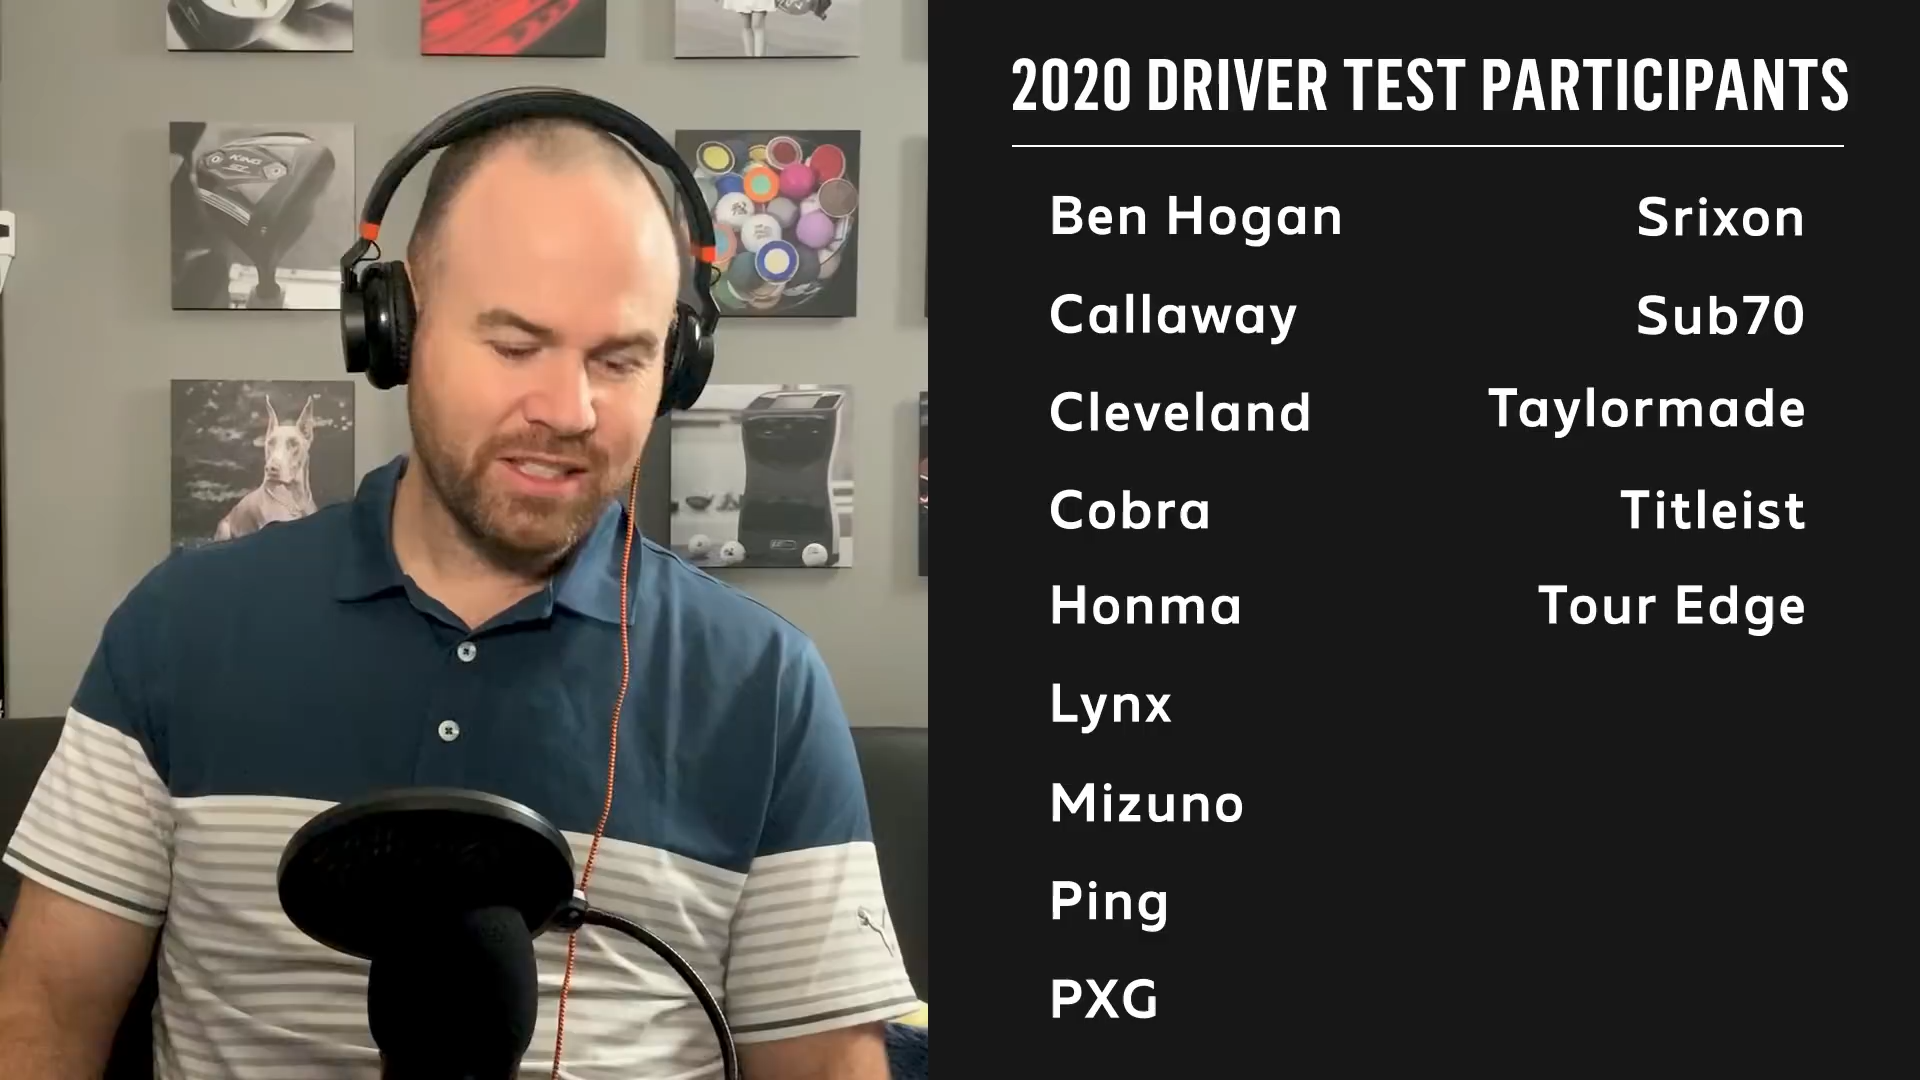 2020 DRIVER TEST PARTICIPANTS
Ben Hogan
Callaway
Cleveland
Cobra
Honma
Lynx
Mizuno
Ping
PXG
Srixon
Sub70
Taylormade
Titleist
Tour Edge
KING